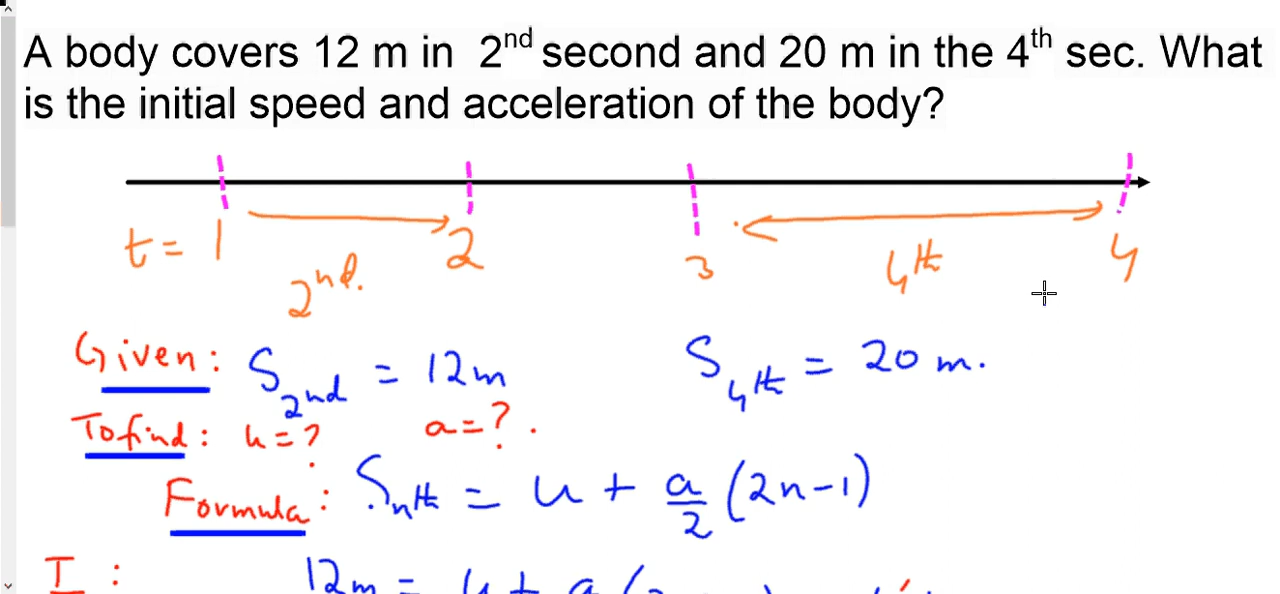 A body covers 12 m in 2nd second and 20 m in the 4th sec. What
is the initial speed and acceleration of the body?
t = 1 2 3 4
2nd. 4th
Given: S2nd = 12m S4th = 20 m.
To find: u = ? a = ? .
Formula: Snth = u + a/2 (2n-1)
I : 12m = u + a (2